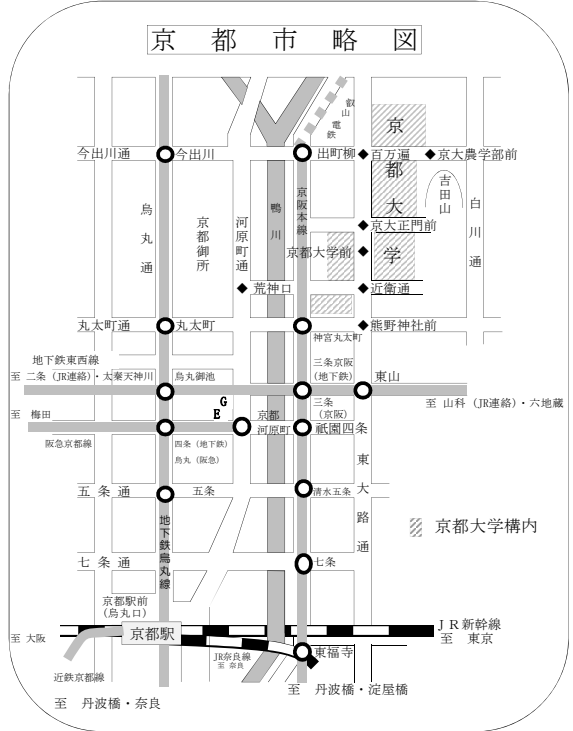 京都市略図
叡山電鉄
今出川通
今出川
出町柳
百万遍
京大農学部前
京都大学
吉田山
烏丸通
京都御所
河原町通
鴨川
京阪本線
白川通
京大正門前
京都大学前
荒神口
近衛通
丸太町通
丸太町
熊野神社前
神宮丸太町
地下鉄東西線
至 二条（JR連絡）・太秦天神川
烏丸御池
三条京阪
（地下鉄）
東山
至 山科（JR連絡）・六地蔵
G
E
三条
（京阪）
至 梅田
京都
河原町
祇園四条
阪急京都線
四条（地下鉄）
烏丸（阪急）
東大路通
五条通
五条
清水五条
京都大学構内
地下鉄烏丸線
七条通
七条
京都駅前
（烏丸口）
京都駅
ＪＲ新幹線
至 東京
至 大阪
JR奈良線
至 奈良
東福寺
近鉄京都線
至 丹波橋・奈良
至 丹波橋・淀屋橋